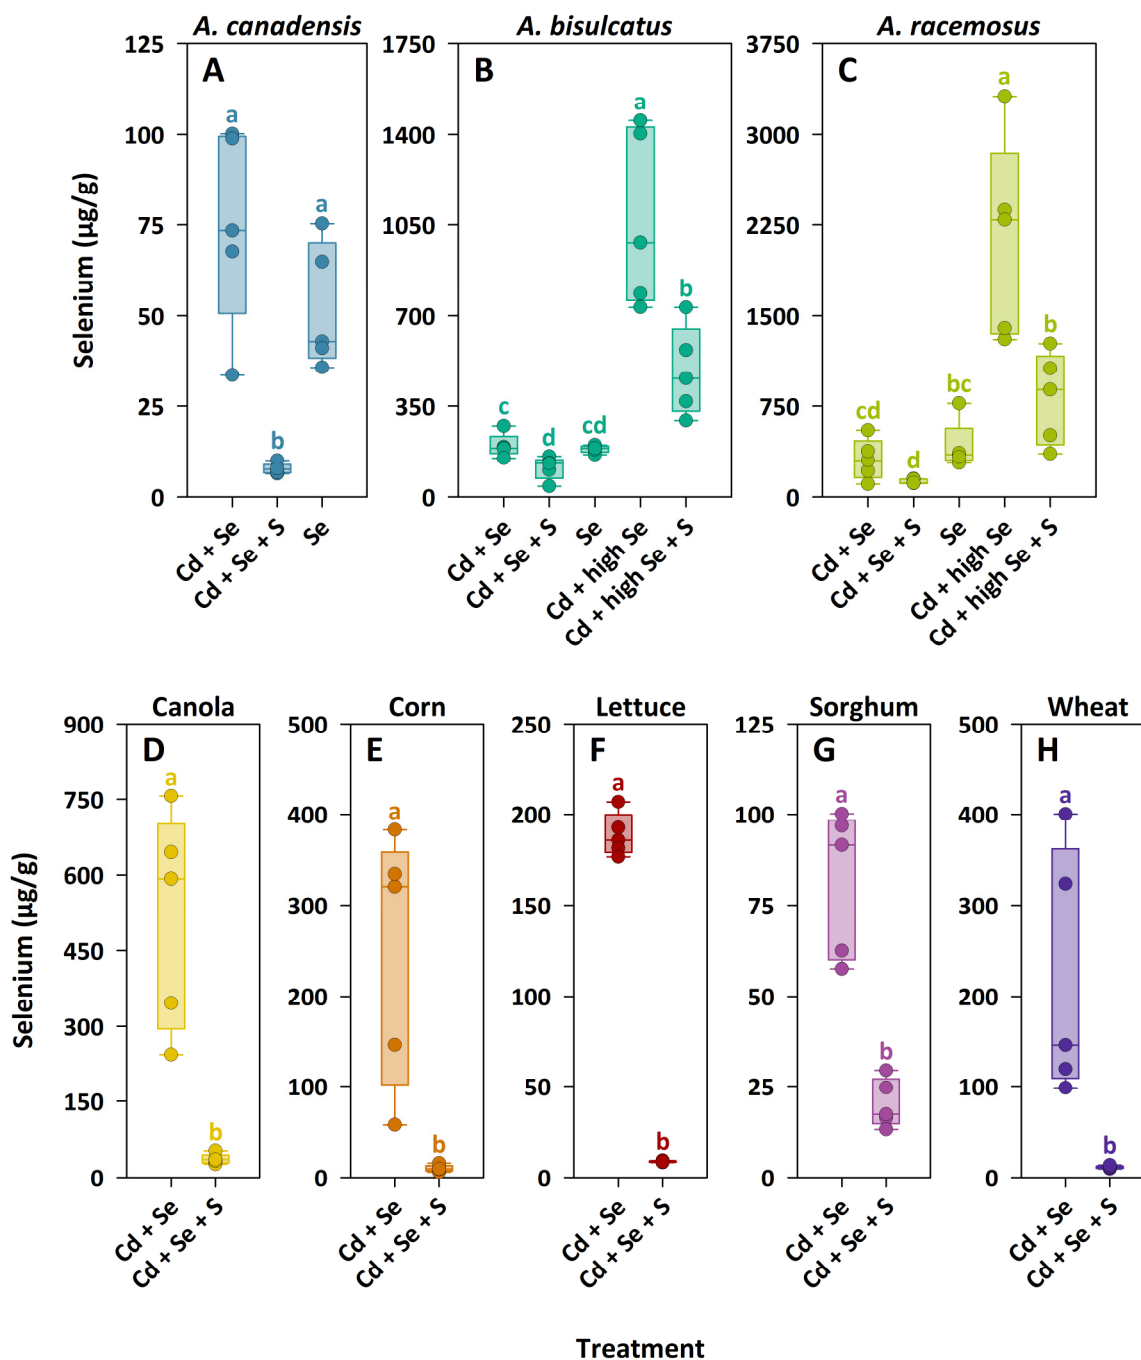 A. canadensis A. bisulcatus A. racemosus
Selenium (µg/g)
125
100
75
50
25
0
A
a
b
a
Cd + Se
Cd + Se + S
Se
1750
1400
1050
700
350
0
B
c
d
cd
a
b
Cd + Se
Cd + Se + S
Se
Cd + high Se
Cd + high Se + S
3750
3000
2250
1500
750
0
C
cd
d
bc
a
b
Cd + Se
Cd + Se + S
Se
Cd + high Se
Cd + high Se + S
Canola Corn Lettuce Sorghum Wheat
Selenium (µg/g)
900
750
600
450
300
150
0
D
a
b
Cd + Se
Cd + Se + S
500
400
300
200
100
0
E
a
b
Cd + Se
Cd + Se + S
250
200
150
100
50
0
F
a
b
Cd + Se
Cd + Se + S
125
100
75
50
25
0
G
a
b
Cd + Se
Cd + Se + S
500
400
300
200
100
0
H
a
b
Cd + Se
Cd + Se + S
Treatment